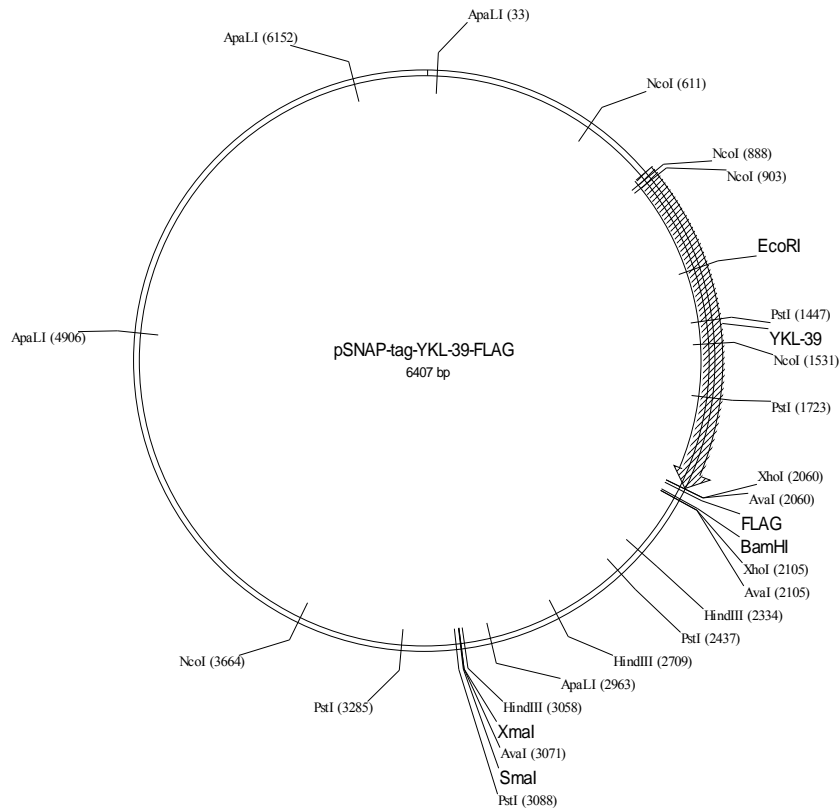 ApaLI (33)
ApaLI (6152)
NcoI (611)
NcoI (888)
NcoI (903)
EcoRI
PstI (1447)
YKL-39
NcoI (1531)
ApaLI (4906)
pSNAP-tag-YKL-39-FLAG
6407 bp
PstI (1723)
XhoI (2060)
AvaI (2060)
FLAG
BamHI
XhoI (2105)
AvaI (2105)
HindIII (2334)
PstI (2437)
NcoI (3664)
HindIII (2709)
ApaLI (2963)
PstI (3285)
HindIII (3058)
XmaI
AvaI (3071)
SmaI
PstI (3088)